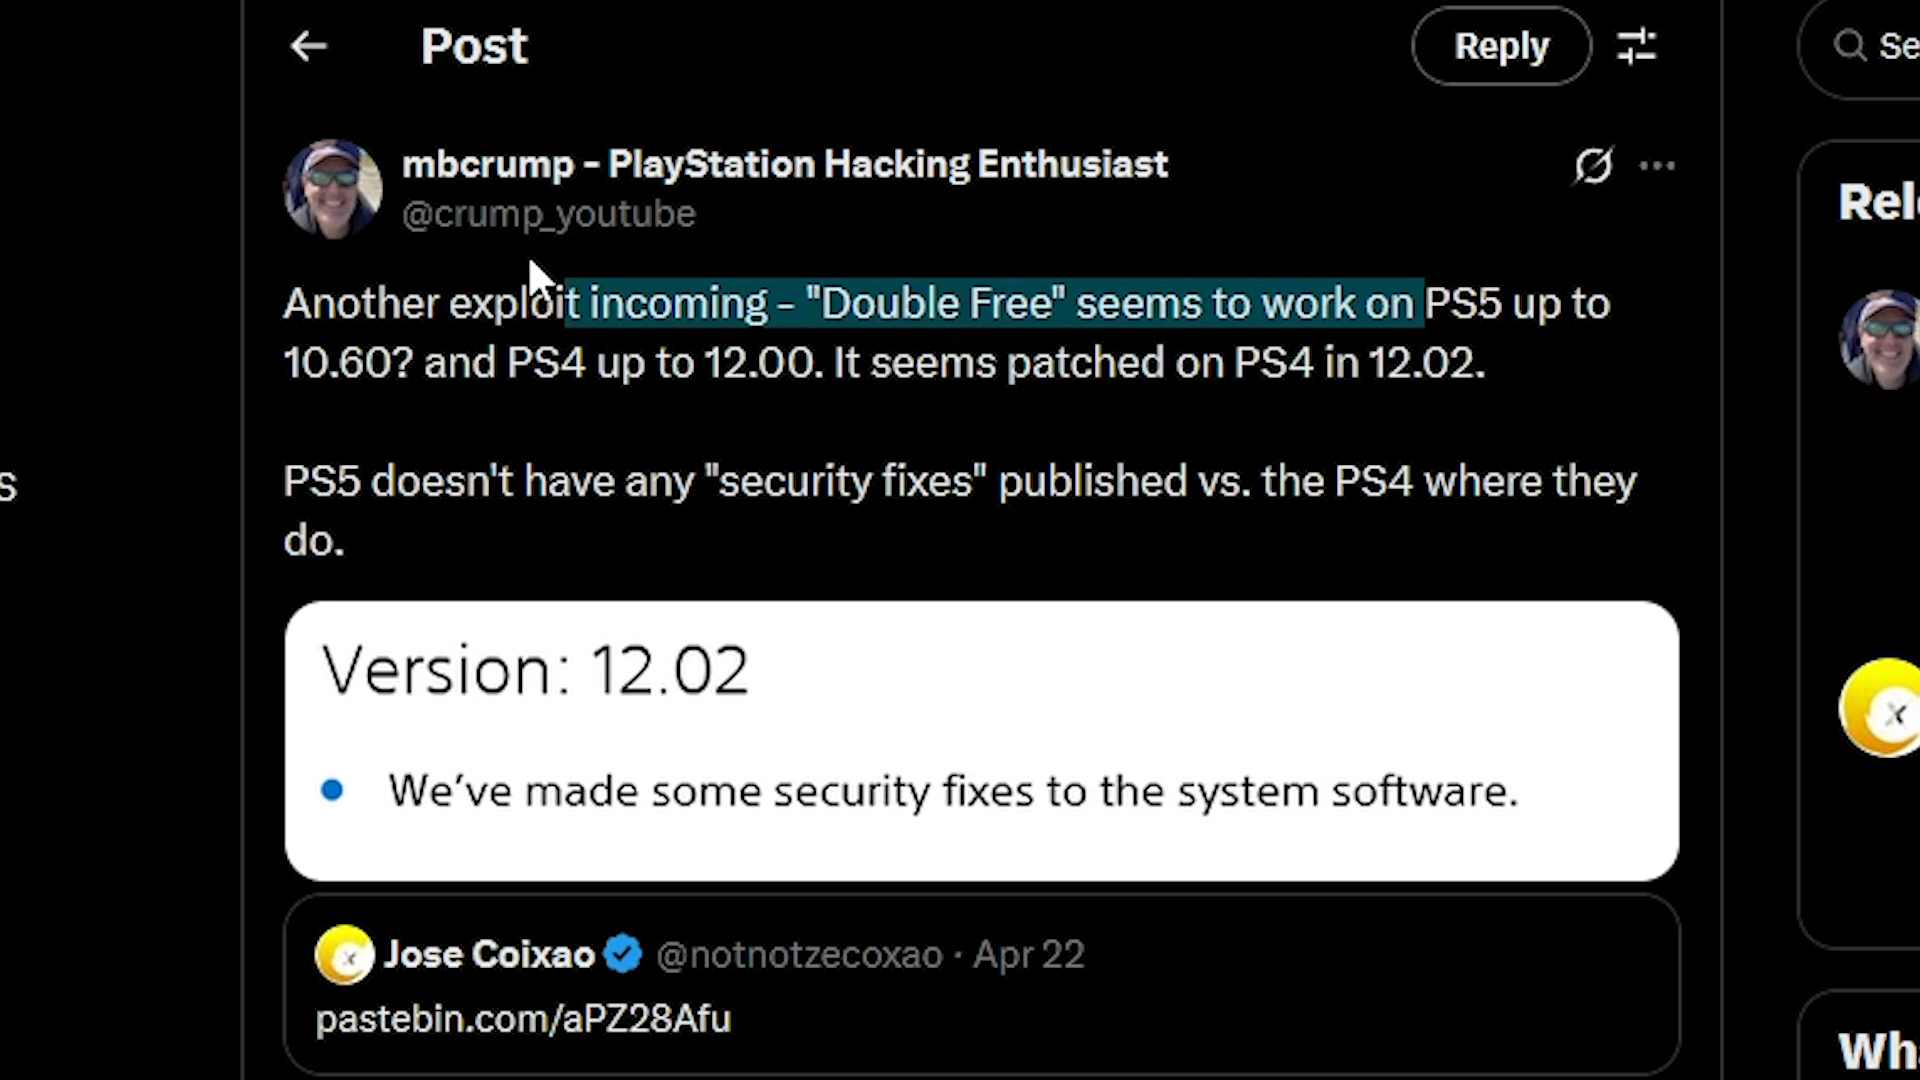 Post
Reply
Se
mbcrump - PlayStation Hacking Enthusiast
@crump_youtube
Rel
Another exploit incoming - "Double Free" seems to work on PS5 up to
10.60? and PS4 up to 12.00. It seems patched on PS4 in 12.02.
s
PS5 doesn't have any "security fixes" published vs. the PS4 where they
do.
Version: 12.02
• We've made some security fixes to the system software.
Jose Coixao @notnotzecoxao · Apr 22
pastebin.com/aPZ28Afu
Wha